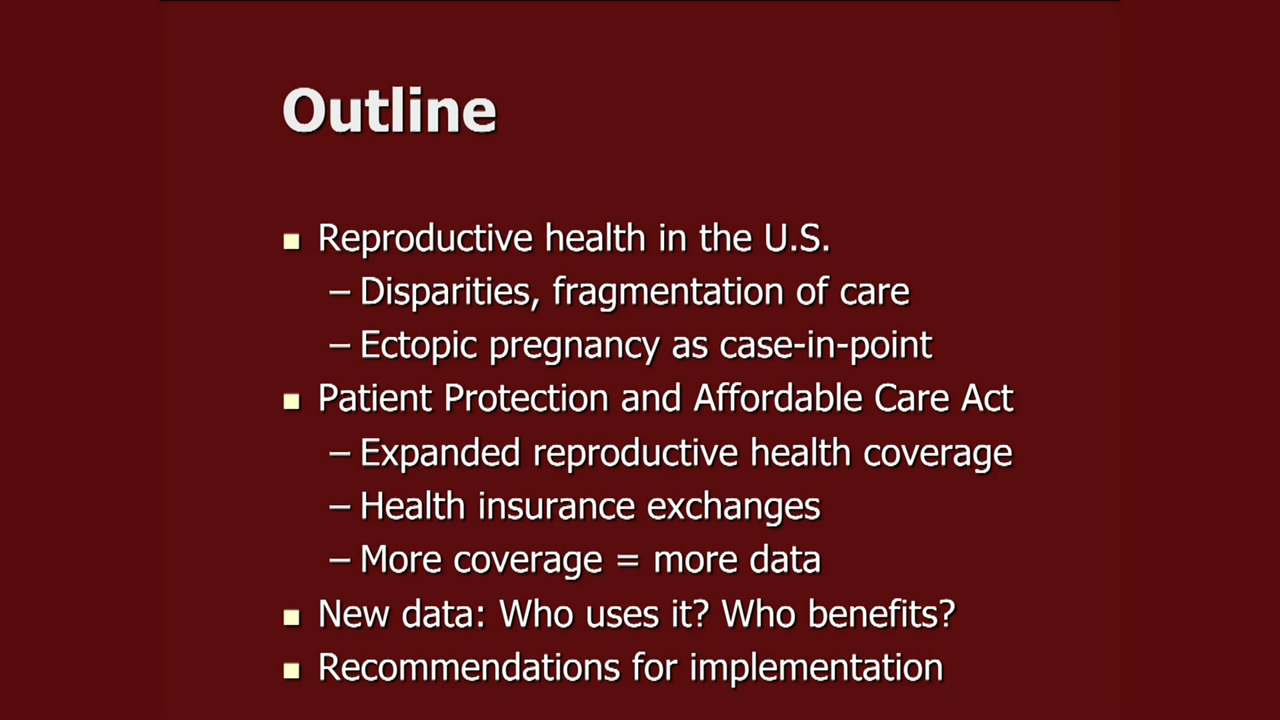 Outline
■ Reproductive health in the U.S.
– Disparities, fragmentation of care
– Ectopic pregnancy as case-in-point
■ Patient Protection and Affordable Care Act
– Expanded reproductive health coverage
– Health insurance exchanges
– More coverage = more data
■ New data: Who uses it? Who benefits?
■ Recommendations for implementation